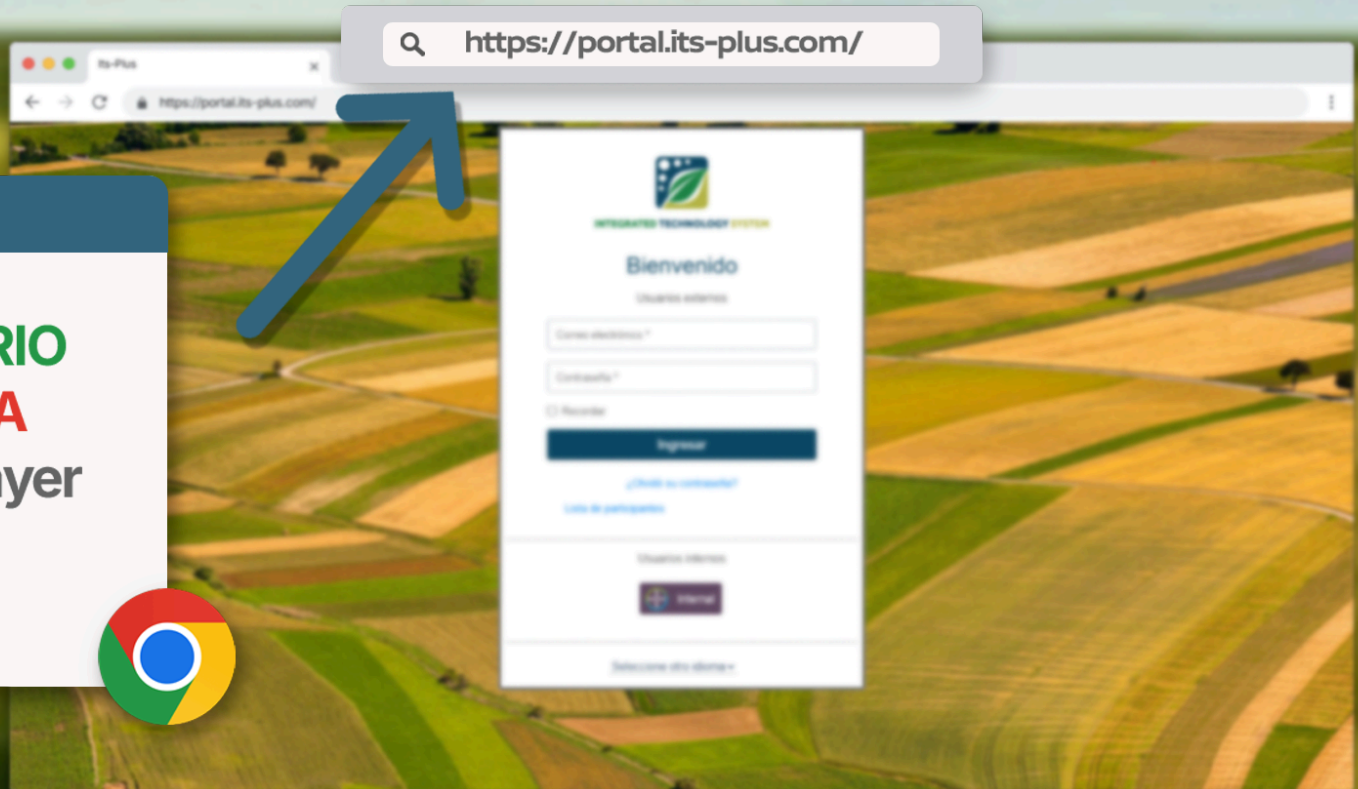 https://portal.its-plus.com/
Its-Plus
https://portal.its-plus.com/
RIO
A
ayer
INTEGRATED TECHNOLOGY SYSTEM
Bienvenido
Usuarios externos
Correo electrónico *
Contraseña *
Recordar
Ingresar
¿Olvidó su contraseña?
Lista de participantes
Usuarios internos
Internal
Seleccione otro idioma